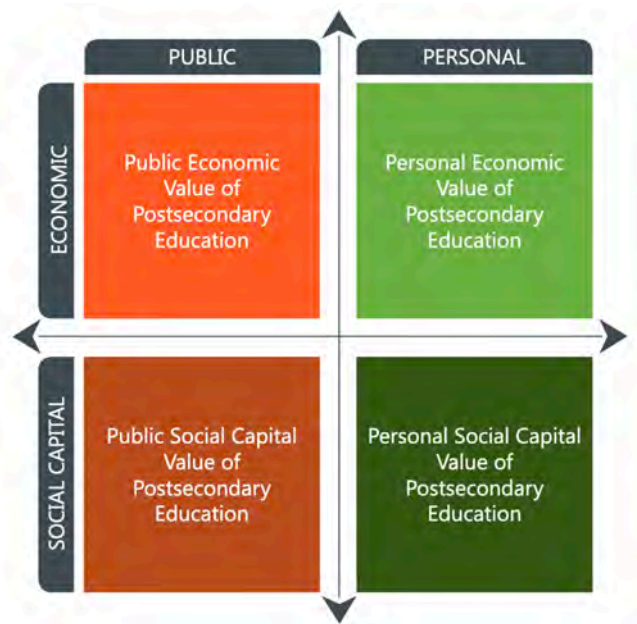 PUBLIC
PERSONAL
ECONOMIC
Public Economic
Value of
Postsecondary
Education
Personal Economic
Value of
Postsecondary
Education
SOCIAL CAPITAL
Public Social Capital
Value of
Postsecondary
Education
Personal Social Capital
Value of
Postsecondary
Education